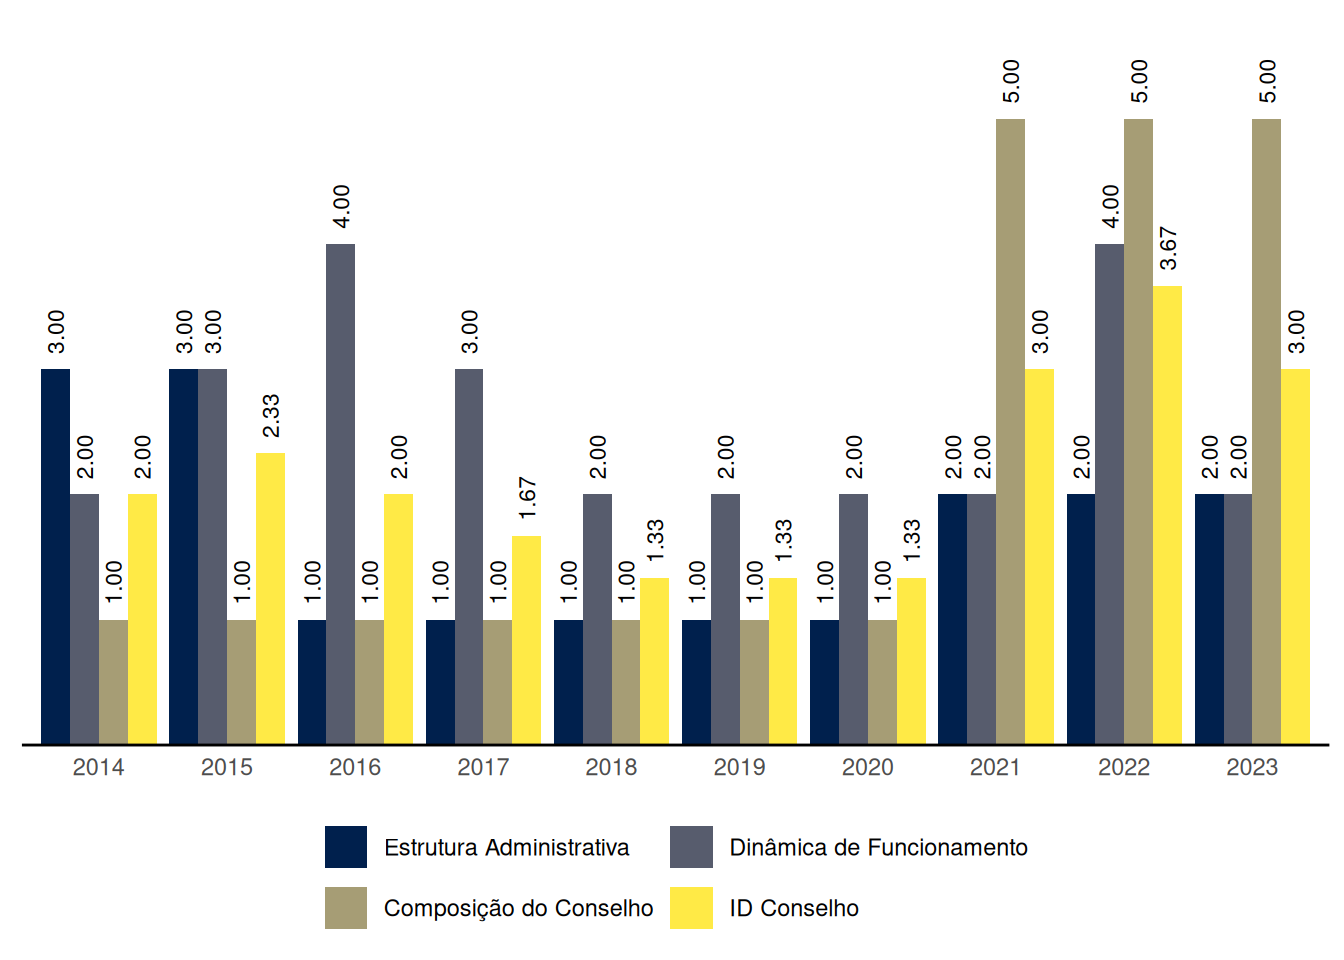 3.00 2.00 1.00 2.00
3.00 3.00 1.00 2.33
1.00 4.00 1.00 2.00
1.00 3.00 1.00 1.67
1.00 2.00 1.00 1.33
1.00 2.00 1.00 1.33
1.00 2.00 1.00 1.33
2.00 2.00 5.00 3.00
2.00 4.00 5.00 3.67
2.00 2.00 5.00 3.00
2014 2015 2016 2017 2018 2019 2020 2021 2022 2023
Estrutura Administrativa Dinâmica de Funcionamento
Composição do Conselho ID Conselho